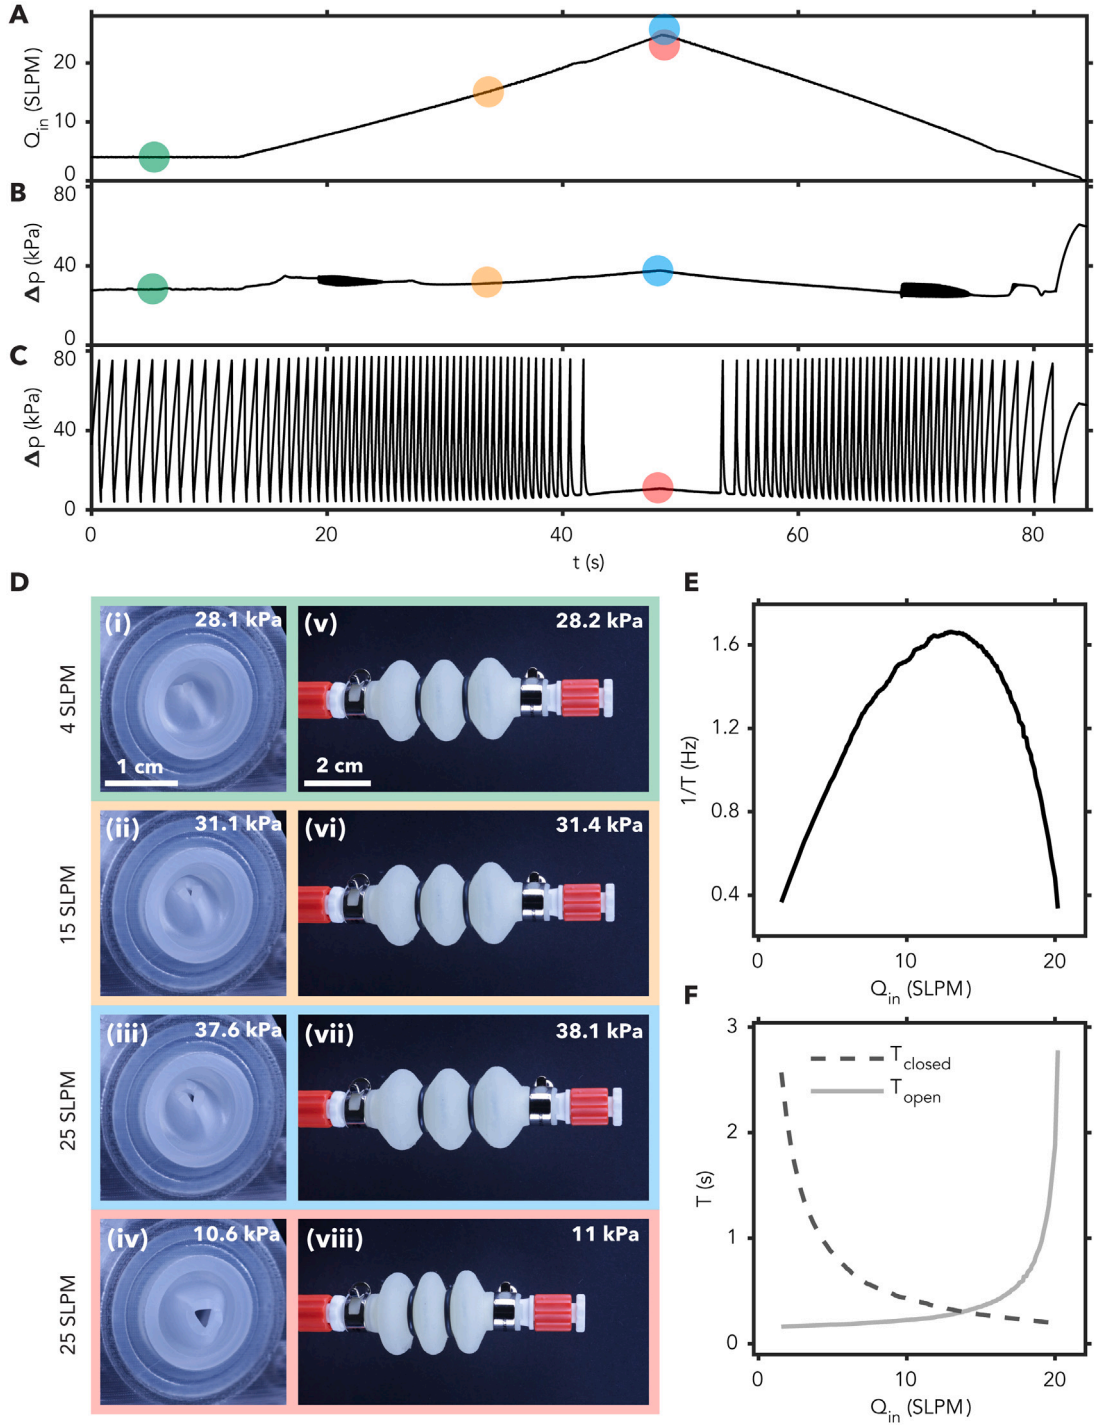 A
Q_in (SLPM)
20
10
0
B
Δp (kPa)
80
40
0
C
Δp (kPa)
80
40
0
0 20 40 60 80
t (s)
D
4 SLPM
(i) 28.1 kPa
1 cm
(v) 28.2 kPa
2 cm
15 SLPM
(ii) 31.1 kPa
(vi) 31.4 kPa
25 SLPM
(iii) 37.6 kPa
(vii) 38.1 kPa
25 SLPM
(iv) 10.6 kPa
(viii) 11 kPa
E
1/T (Hz)
1.6
1.2
0.8
0.4
0 10 20
Q_in (SLPM)
F
T (s)
3
2
1
0
T_closed
T_open
0 10 20
Q_in (SLPM)